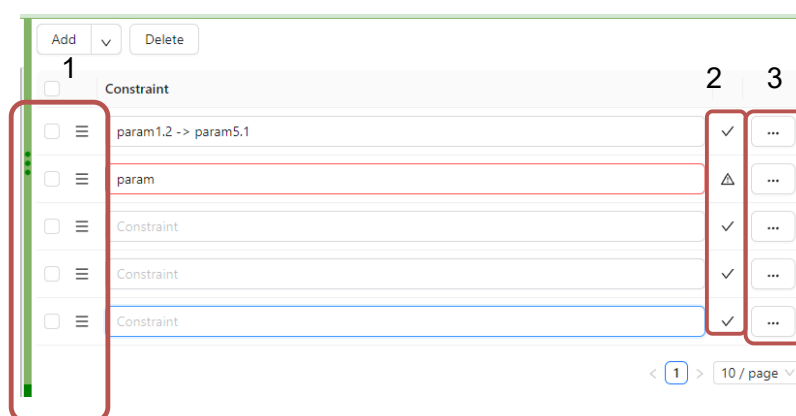 Add Delete
1 2 3
Constraint
param1.2 -> param5.1 ...
param ...
Constraint ...
Constraint ...
Constraint ...
< 1 > 10 / page